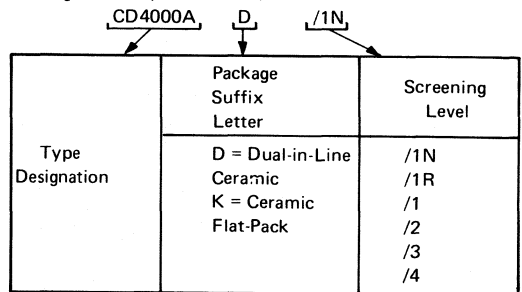 CD4000A D /1N
Package
Suffix
Letter
Screening
Level
Type
Designation
D = Dual-in-Line
Ceramic
K = Ceramic
Flat-Pack
/1N
/1R
/1
/2
/3
/4